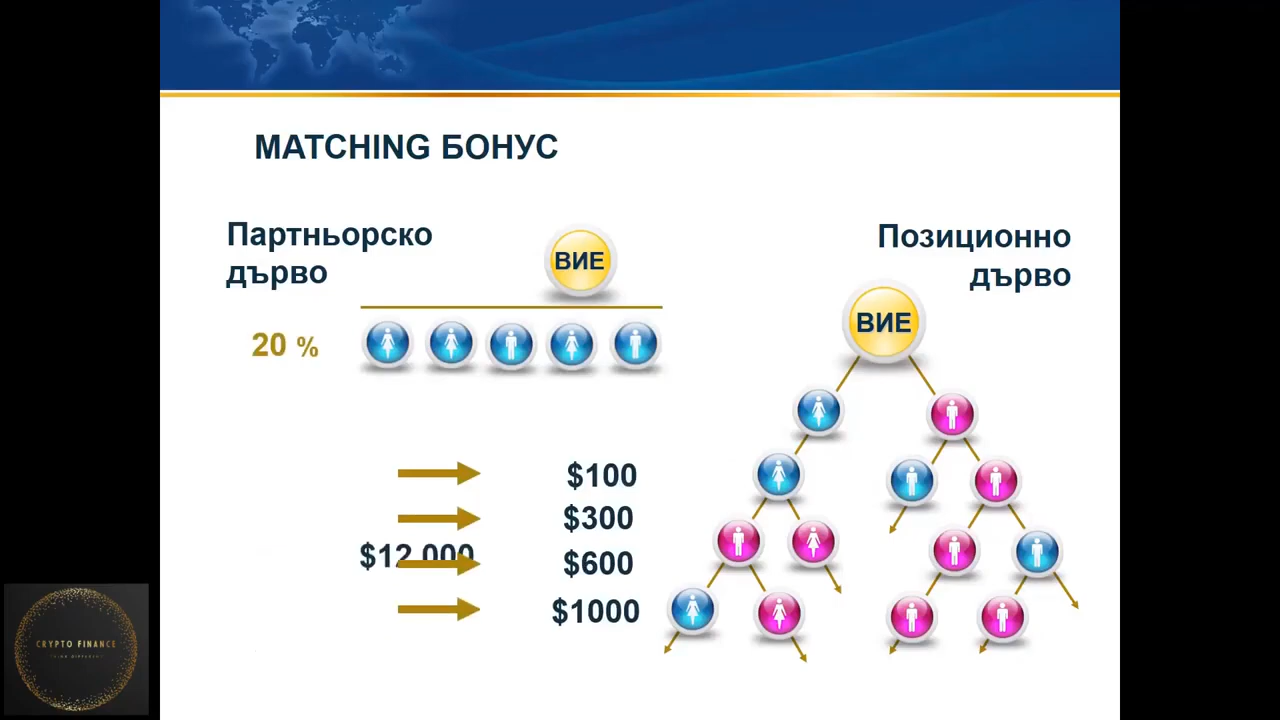 MATCHING БОНУС
Партньорско
дърво
ВИЕ
20 %
Позиционно
дърво
ВИЕ
$100
$300
$12 000
$600
$1000
CRYPTO FINANCE